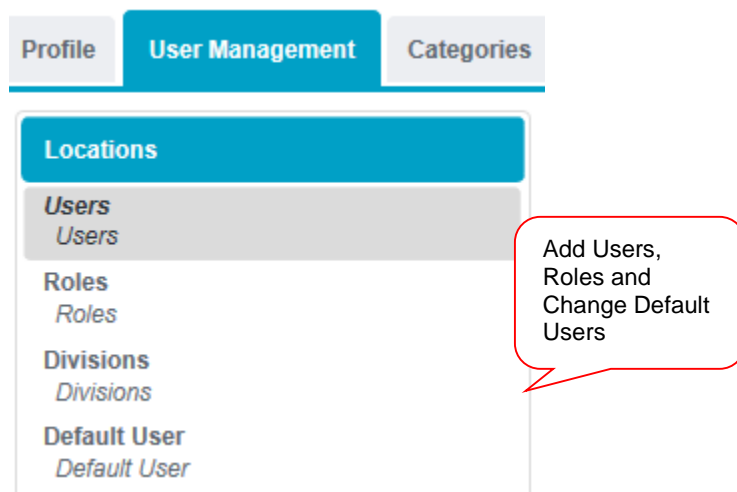 Profile
User Management
Categories
Locations
Users
Users
Roles
Roles
Divisions
Divisions
Default User
Default User
Add Users,
Roles and
Change Default
Users